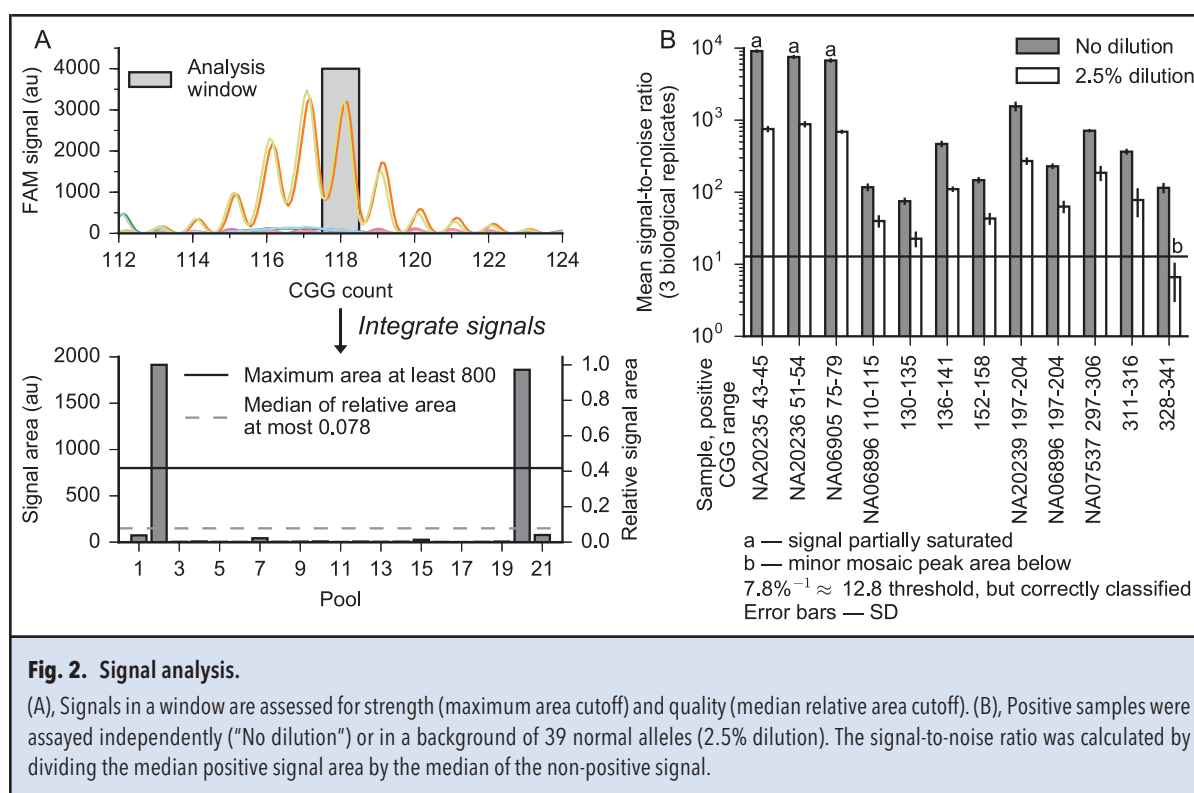 A
FAM signal (au)
4000
3000
2000
1000
0
Analysis
window
112 114 116 118 120 122 124
CGG count
Integrate signals
Signal area (au)
2000
1500
1000
500
0
Maximum area at least 800
Median of relative area
at most 0.078
1.0
0.8
0.6
0.4
0.2
0.0
Relative signal area
1 3 5 7 9 11 13 15 17 19 21
Pool
B
Mean signal-to-noise ratio
(3 biological replicates)
10^4
10^3
10^2
10^1
10^0
a a a
b
No dilution
2.5% dilution
Sample, positive
CGG range
NA20235 43-45
NA20236 51-54
NA06905 75-79
NA06896 110-115
130-135
136-141
152-158
NA20239 197-204
NA06896 197-204
NA07537 297-306
311-316
328-341
a — signal partially saturated
b — minor mosaic peak area below
7.8%^−1 ≈ 12.8 threshold, but correctly classified
Error bars — SD
Fig. 2. Signal analysis.
(A), Signals in a window are assessed for strength (maximum area cutoff) and quality (median relative area cutoff). (B), Positive samples were
assayed independently ("No dilution") or in a background of 39 normal alleles (2.5% dilution). The signal-to-noise ratio was calculated by
dividing the median positive signal area by the median of the non-positive signal.